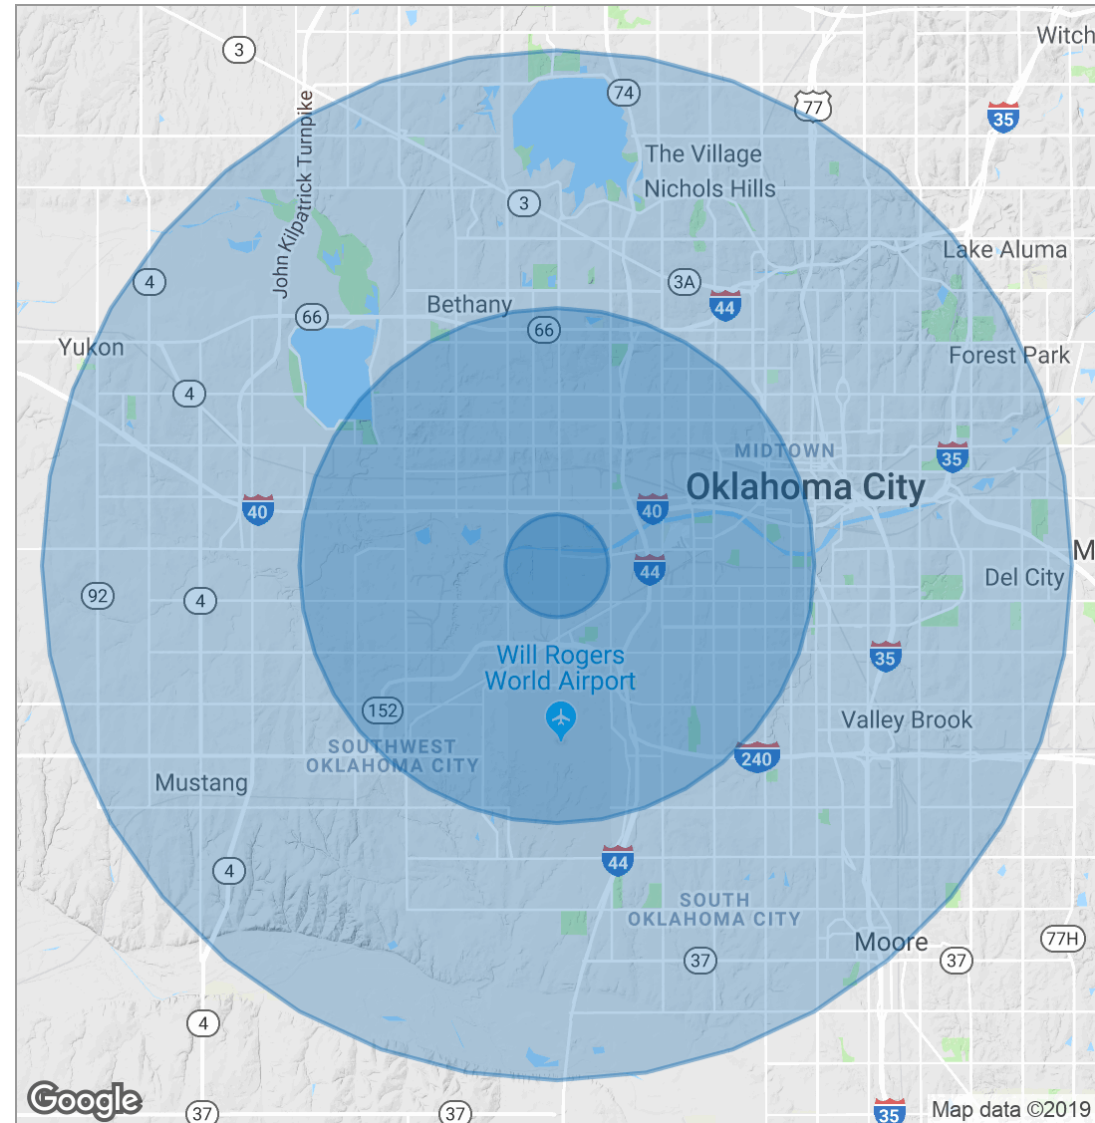 Witch
3
74
77
35
John Kilpatrick Turnpike
The Village
Nichols Hills
3
Lake Aluma
4
3A
Bethany
44
66
66
Yukon
Forest Park
4
MIDTOWN
35
Oklahoma City
40
40
M
44
Del City
92
4
Will Rogers
World Airport
35
152
Valley Brook
SOUTHWEST
OKLAHOMA CITY
240
Mustang
44
4
SOUTH
OKLAHOMA CITY
Moore
77H
37
37
4
Google
37
37
35
Map data ©2019